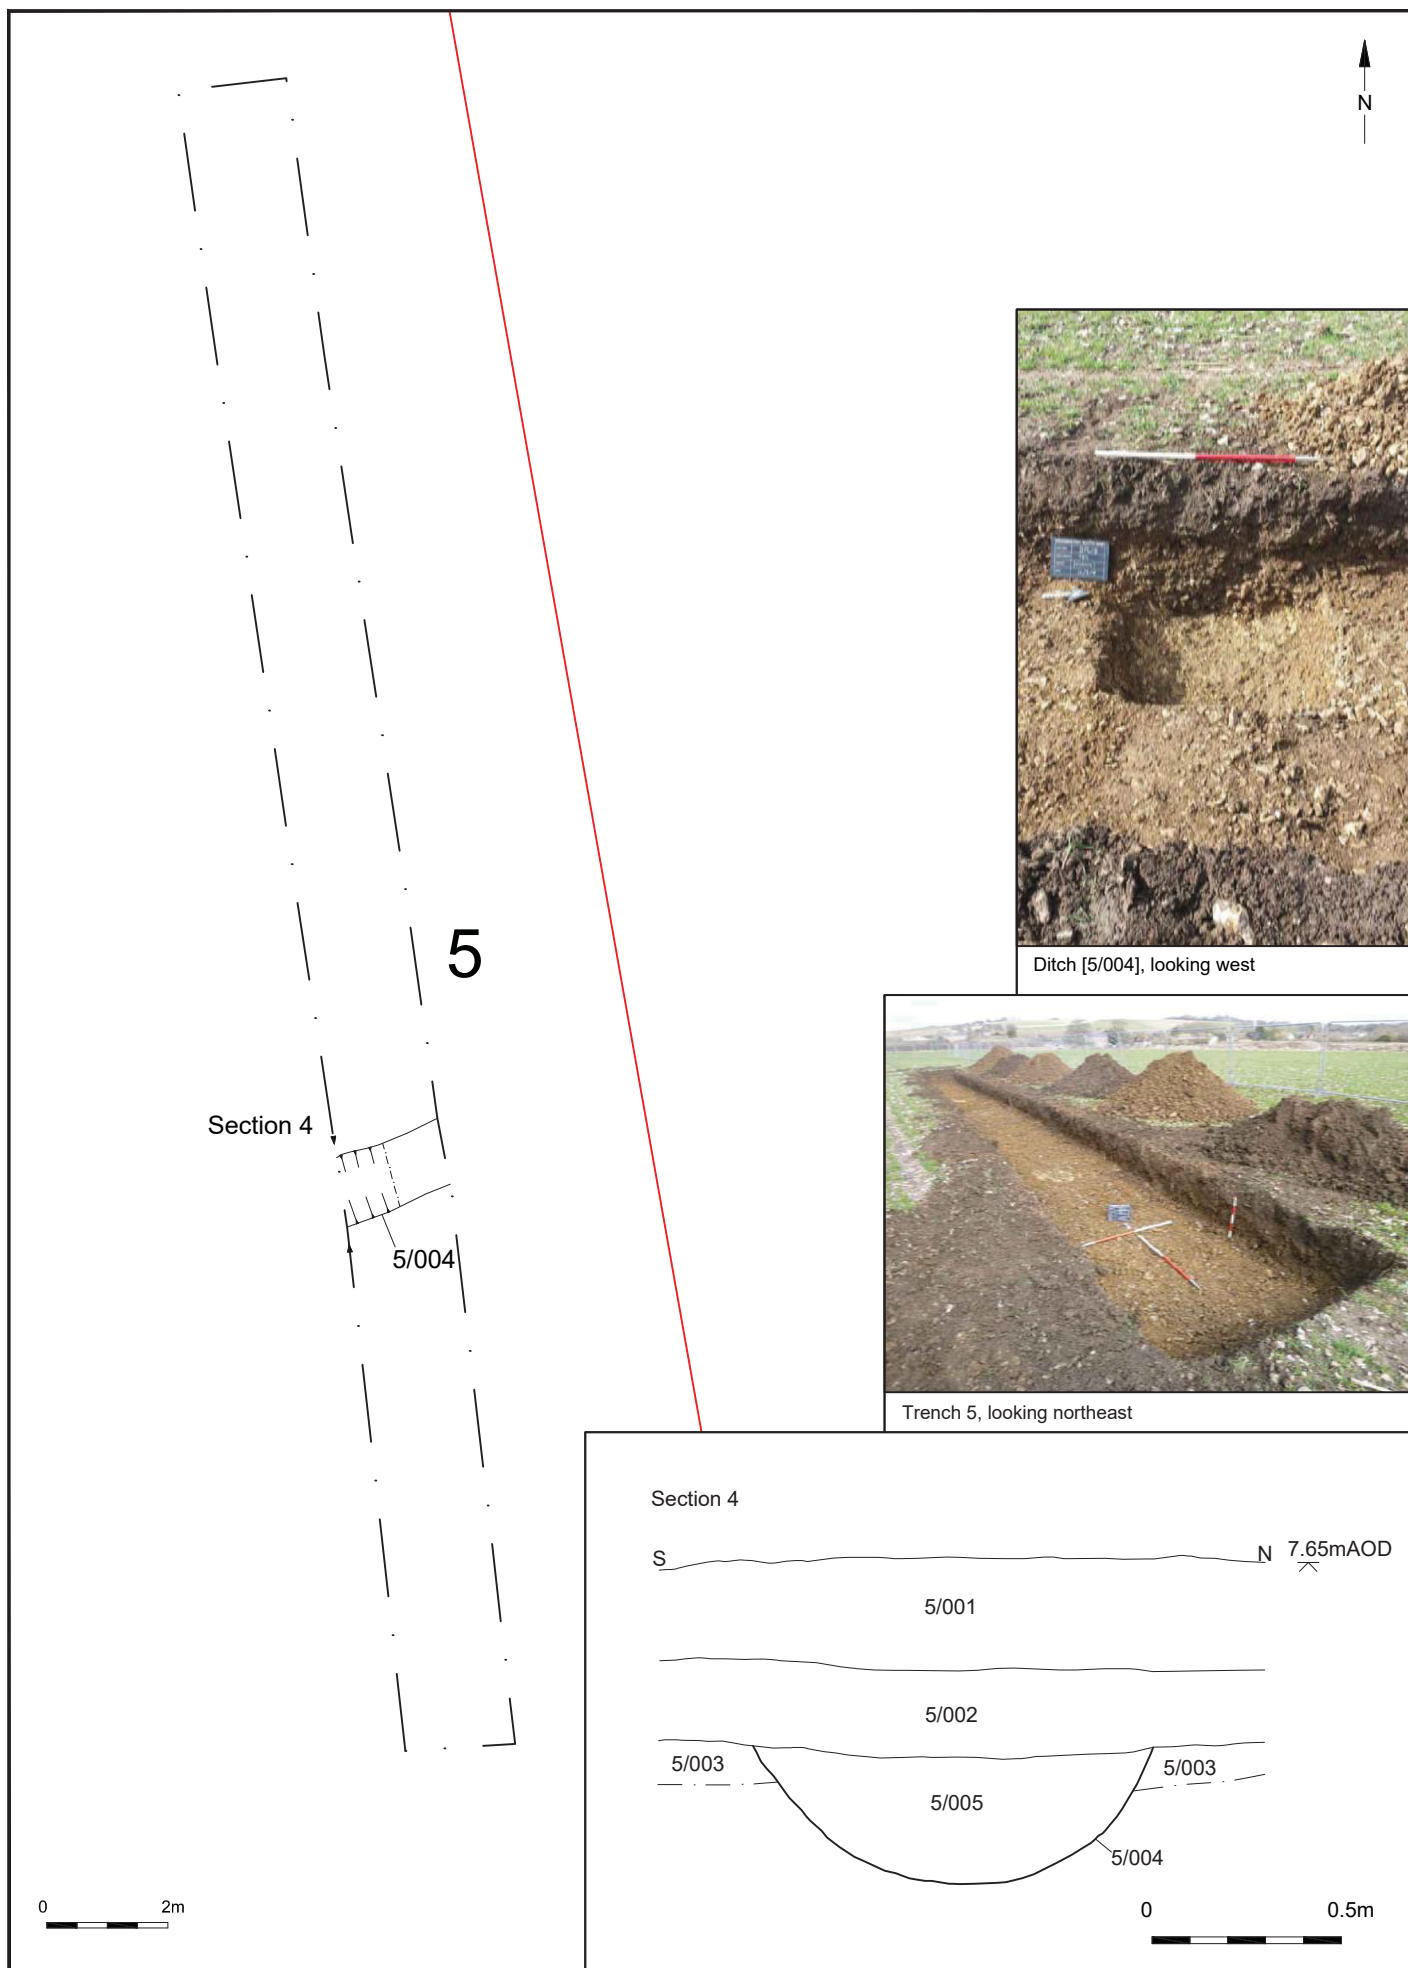 N
Ditch [5/004], looking west
5
Trench 5, looking northeast
Section 4
5/004
Section 4
S
N 7.65mAOD
5/001
5/002
5/003
5/003
5/005
5/004
0 2m
0 0.5m